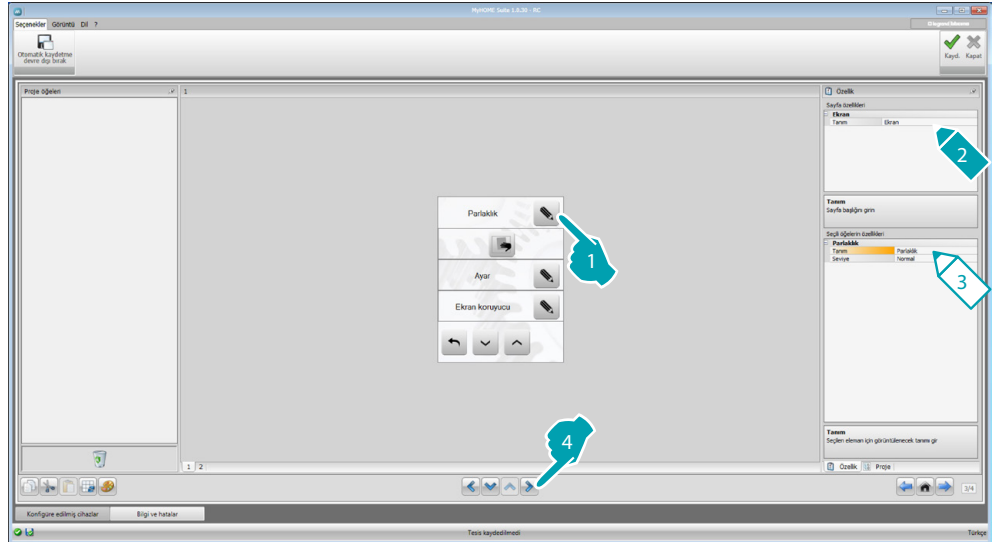 MyHOME Suite 1.0.30 - RC
Seçenekler Görüntü Dil ?
Otomatik kaydetme
devre dışı bırak
Kayd. Kapat
Proje öğeleri
1
Özellik
Sayfa özellikleri
Ekran
Tanım Ekran
2
Tanım
Sayfa başlığını girin
Parlaklık
1
Ayar
Ekran koruyucu
Seçili öğelerin özellikleri
Parlaklık
Tanım Parlaklık
Seviye Normal
3
4
Tanım
Seçilen eleman için görüntülenecek tanımı gir
1 2
Özellik Proje
3/4
Konfigüre edilmiş cihazlar Bilgi ve hatalar
Tesis kaydedilmedi Türkçe